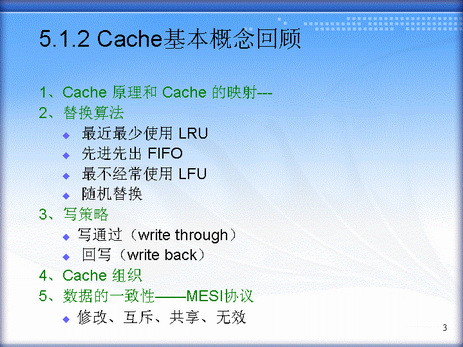 5.1.2 Cache基本概念回顾
1、Cache 原理和 Cache 的映射---
2、替换算法
最近最少使用 LRU
先进先出 FIFO
最不经常使用 LFU
随机替换
3、写策略
写通过（write through）
回写（write back）
4、Cache 组织
5、数据的一致性——MESI协议
修改、互斥、共享、无效
3